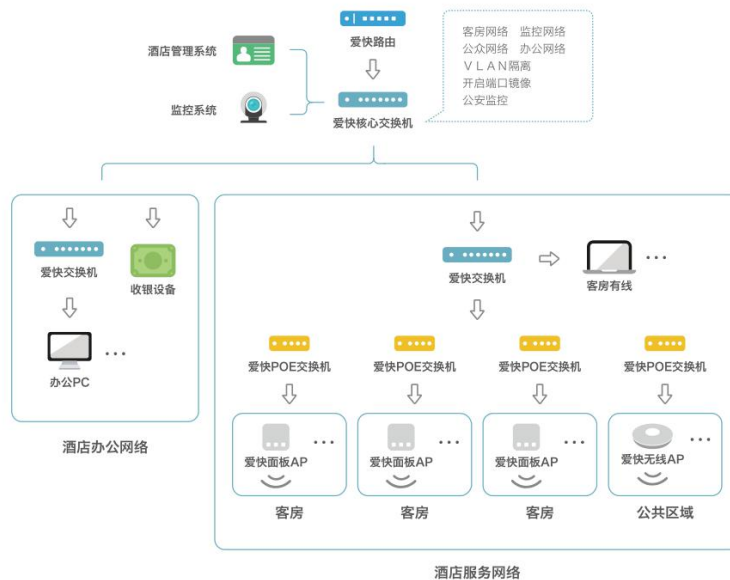 爱快路由
客房网络 监控网络
公众网络 办公网络
VLAN隔离
开启端口镜像
公安监控
酒店管理系统
监控系统
爱快核心交换机
爱快交换机
收银设备
办公PC
...
酒店办公网络
爱快交换机
客房有线
...
爱快POE交换机 爱快POE交换机 爱快POE交换机 爱快POE交换机
... ... ... ...
爱快面板AP 爱快面板AP 爱快面板AP 爱快无线AP
客房 客房 客房 公共区域
酒店服务网络